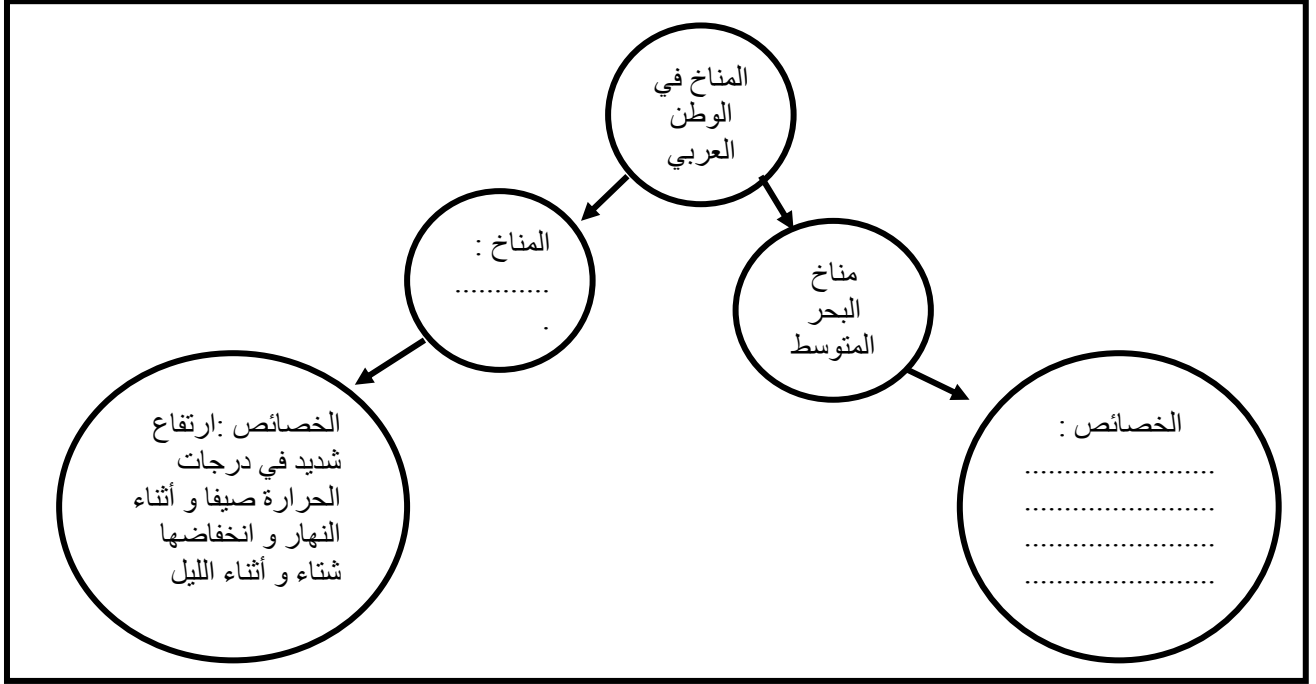 المناخ في
الوطن
العربي
مناخ
البحر
المتوسط
المناخ :
............
.
الخصائص :
........................
........................
........................
........................
الخصائص :ارتفاع
شديد في درجات
الحرارة صيفا و أثناء
النهار و انخفاضها
شتاء و أثناء الليل